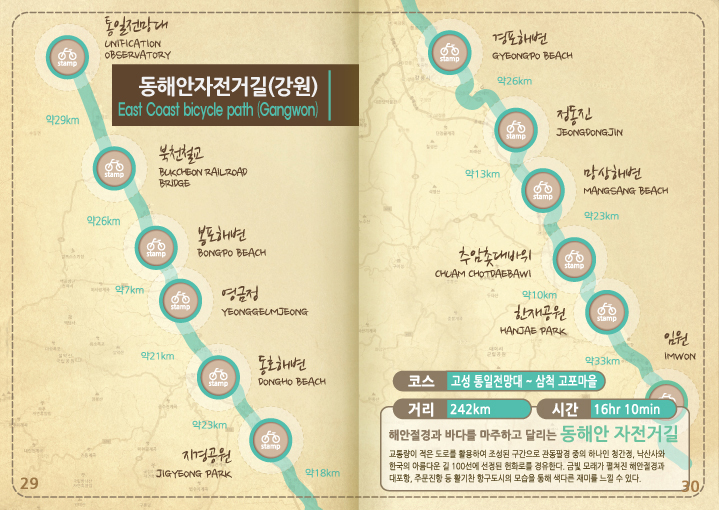 통일전망대
UNIFICATION
OBSERVATORY
stamp
동해안자전거길(강원)
East Coast bicycle path (Gangwon)
약29km
북천철교
BUKCHEON RAILROAD
BRIDGE
stamp
약26km
봉포해변
BONGPO BEACH
stamp
약7km
영금정
YEONGGEUMJEONG
stamp
약21km
동호해변
DONGHO BEACH
stamp
약23km
지경공원
JIGYEONG PARK
stamp
약18km
29
경포해변
GYEONGPO BEACH
stamp
약26km
정동진
JEONGDONGJIN
stamp
약13km
망상해변
MANGSANG BEACH
stamp
약23km
추암촛대바위
CHUAM CHOTDAEBAWI
stamp
약10km
한재공원
HANJAE PARK
stamp
약33km
임원
IMWON
코스 고성 통일전망대 ~ 삼척 고포마을
거리 242km 시간 16hr 10min
해안절경과 바다를 마주하고 달리는 동해안 자전거길
교통량이 적은 도로를 활용하여 조성된 구간으로 관동팔경 중의 하나인 청간정, 낙산사와
한국의 아름다운 길 100선에 선정된 헌화로를 경유한다. 금빛 모래가 펼쳐진 해안절경과
대포항, 주문진항 등 활기찬 항구도시의 모습을 통해 색다른 재미를 느낄 수 있다.
30